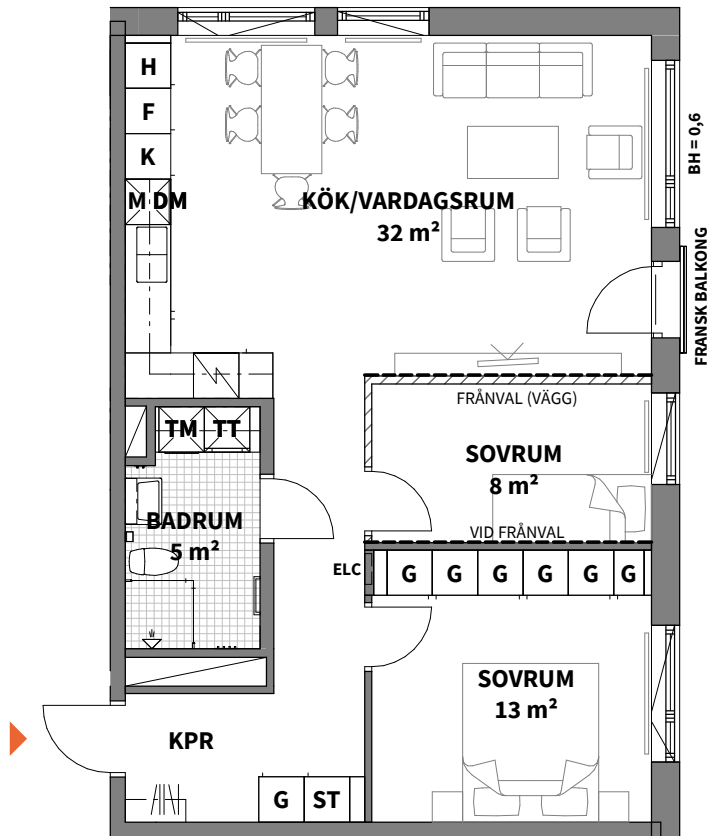 H
F
K
M DM
KÖK/VARDAGSRUM
32 m²
BH = 0,6
FRANSK BALKONG
FRÅNVAL (VÄGG)
SOVRUM
8 m²
VID FRÅNVAL
TM TT
BADRUM
5 m²
ELC
G G G G G G
SOVRUM
13 m²
KPR
G ST